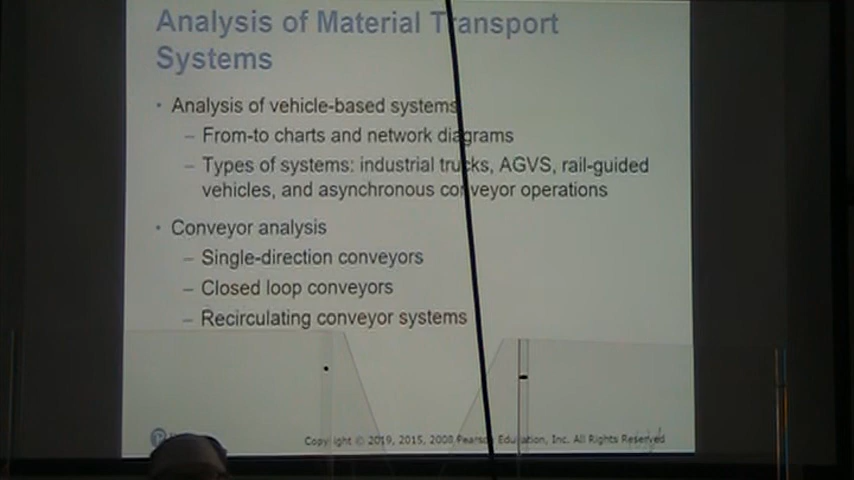 Analysis of Material Transport
Systems
• Analysis of vehicle-based systems
– From-to charts and network diagrams
– Types of systems: industrial trucks, AGVS, rail-guided
vehicles, and asynchronous conveyor operations
• Conveyor analysis
– Single-direction conveyors
– Closed loop conveyors
– Recirculating conveyor systems
Copyright © 2019, 2015, 2008 Pearson Education, Inc. All Rights Reserved